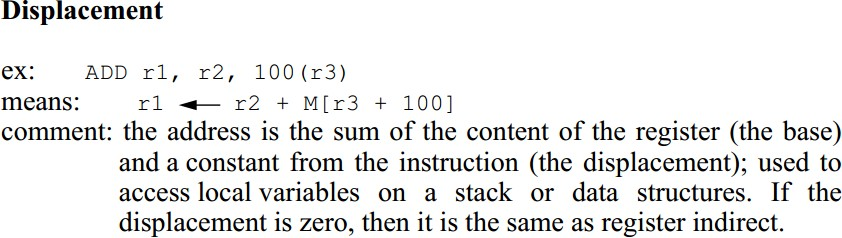 Displacement
ex: ADD r1, r2, 100(r3)
means: r1 ← r2 + M[r3 + 100]
comment: the address is the sum of the content of the register (the base)
and a constant from the instruction (the displacement); used to
access local variables on a stack or data structures. If the
displacement is zero, then it is the same as register indirect.